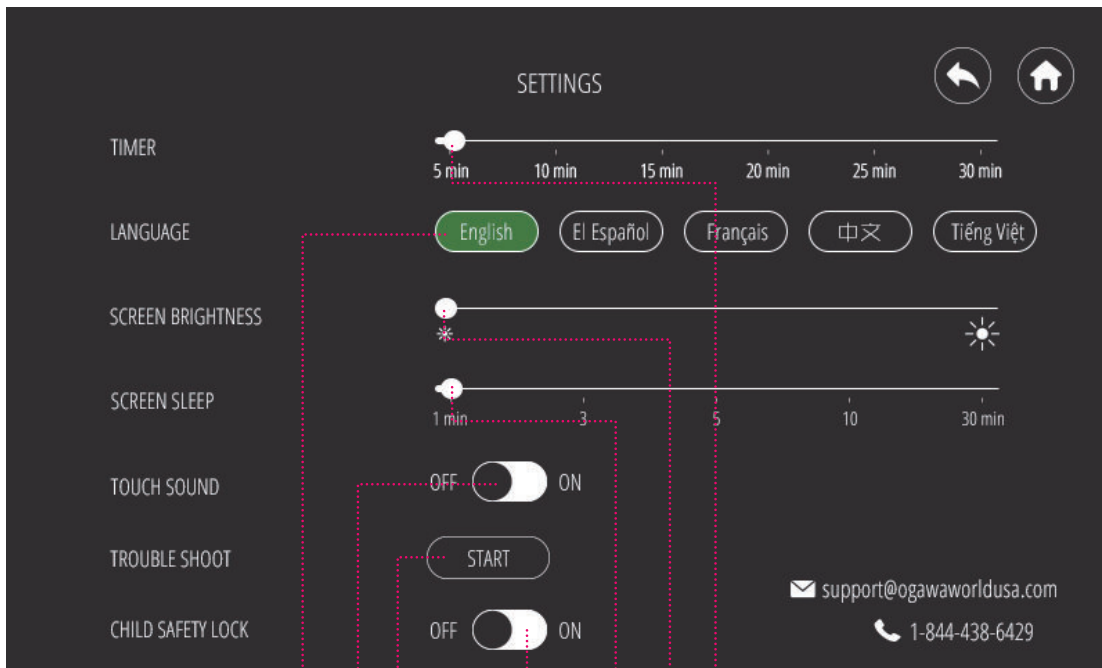 SETTINGS
TIMER
5 min 10 min 15 min 20 min 25 min 30 min
LANGUAGE English El Español Français 中文 Tiếng Việt
SCREEN BRIGHTNESS
SCREEN SLEEP
1 min 3 5 10 30 min
TOUCH SOUND OFF ON
TROUBLE SHOOT START
support@ogawaworldusa.com
CHILD SAFETY LOCK OFF ON 1-844-438-6429